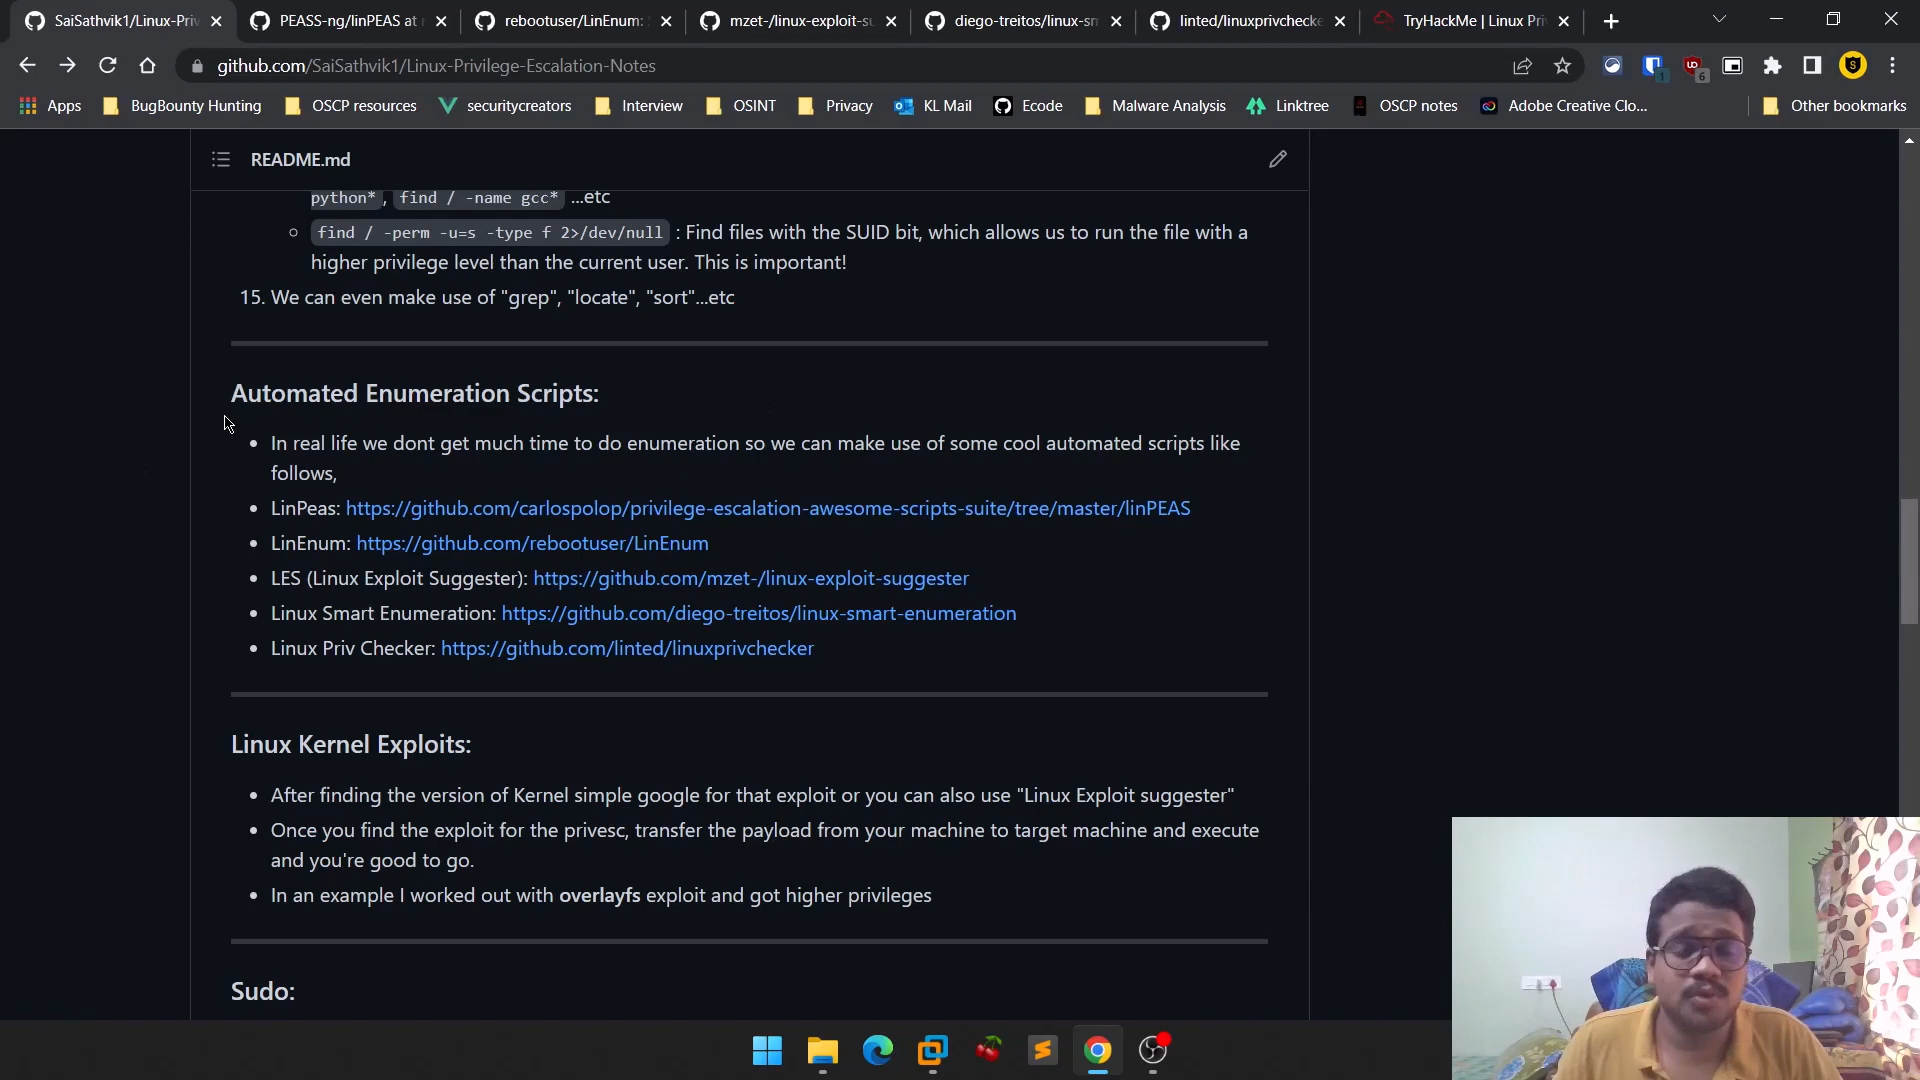 SaiSathvik1/Linux-Priv
PEASS-ng/linPEAS at
rebootuser/LinEnum:
mzet-/linux-exploit-su
diego-treitos/linux-sm
linted/linuxprivchecke
TryHackMe | Linux Pri
github.com/SaiSathvik1/Linux-Privilege-Escalation-Notes
1
6
S
Apps
BugBounty Hunting
OSCP resources
securitycreators
Interview
OSINT
Privacy
KL Mail
Ecode
Malware Analysis
Linktree
OSCP notes
Adobe Creative Clo...
Other bookmarks
README.md
python*, find / -name gcc* ...etc
find / -perm -u=s -type f 2>/dev/null : Find files with the SUID bit, which allows us to run the file with a
higher privilege level than the current user. This is important!
15. We can even make use of "grep", "locate", "sort"...etc
Automated Enumeration Scripts:
In real life we dont get much time to do enumeration so we can make use of some cool automated scripts like
follows,
LinPeas: https://github.com/carlospolop/privilege-escalation-awesome-scripts-suite/tree/master/linPEAS
LinEnum: https://github.com/rebootuser/LinEnum
LES (Linux Exploit Suggester): https://github.com/mzet-/linux-exploit-suggester
Linux Smart Enumeration: https://github.com/diego-treitos/linux-smart-enumeration
Linux Priv Checker: https://github.com/linted/linuxprivchecker
Linux Kernel Exploits:
After finding the version of Kernel simple google for that exploit or you can also use "Linux Exploit suggester"
Once you find the exploit for the privesc, transfer the payload from your machine to target machine and execute
and you're good to go.
In an example I worked out with overlayfs exploit and got higher privileges
Sudo: